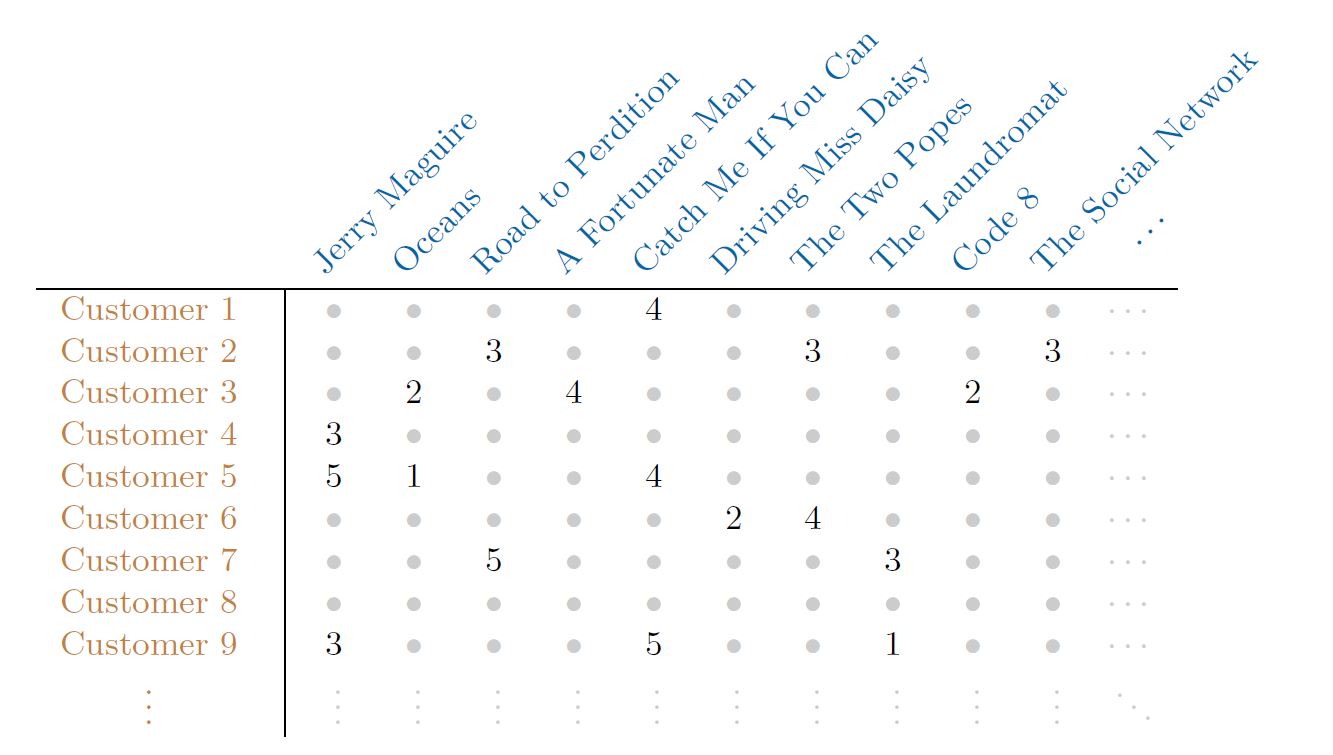 Jerry Maguire
Oceans
Road to Perdition
A Fortunate Man
Catch Me If You Can
Driving Miss Daisy
The Two Popes
The Laundromat
Code 8
The Social Network
⋯
Customer 1 • • • • 4 • • • • • ⋯
Customer 2 • • 3 • • • 3 • • 3 ⋯
Customer 3 • 2 • 4 • • • • 2 • ⋯
Customer 4 3 • • • • • • • • • ⋯
Customer 5 5 1 • • 4 • • • • • ⋯
Customer 6 • • • • • 2 4 • • • ⋯
Customer 7 • • 5 • • • • 3 • • ⋯
Customer 8 • • • • • • • • • • ⋯
Customer 9 3 • • • 5 • • 1 • • ⋯
⋮ ⋮ ⋮ ⋮ ⋮ ⋮ ⋮ ⋮ ⋮ ⋮ ⋮ ⋱